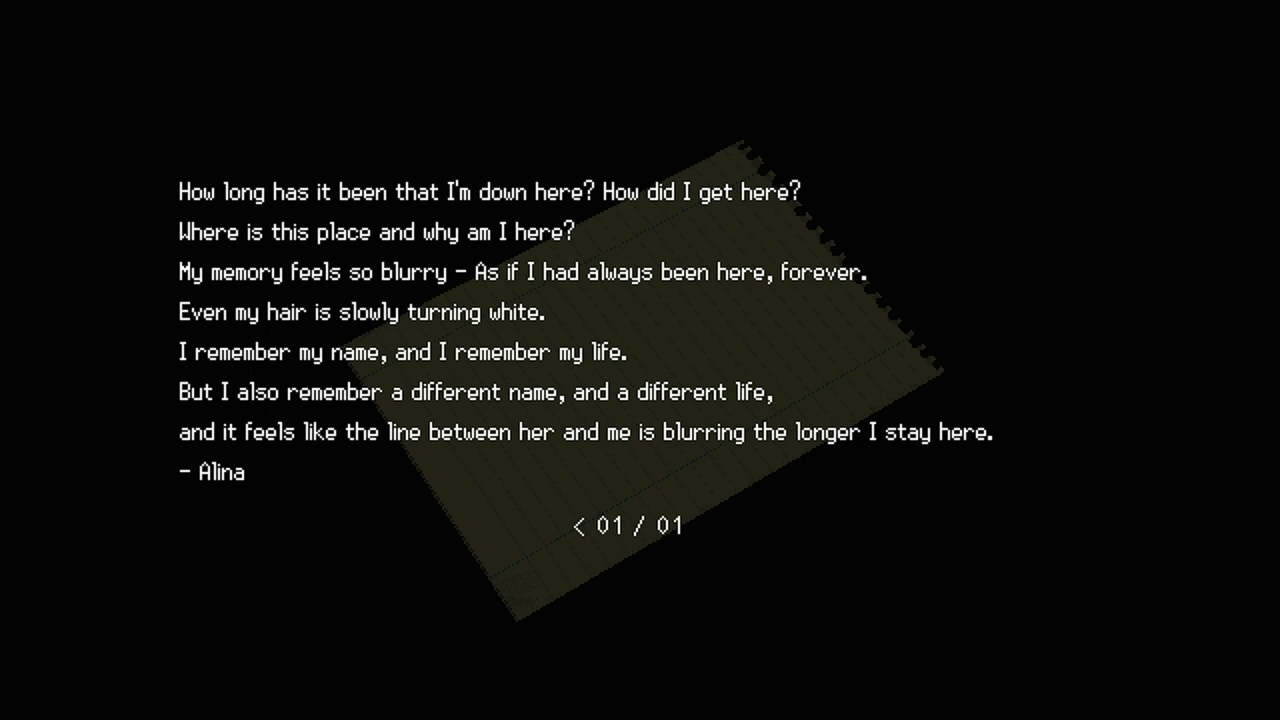 How long has it been that I'm down here? How did I get here?
Where is this place and why am I here?
My memory feels so blurry - As if I had always been here, forever.
Even my hair is slowly turning white.
I remember my name, and I remember my life.
But I also remember a different name, and a different life,
and it feels like the line between her and me is blurring the longer I stay here.
- Alina
< 01 / 01